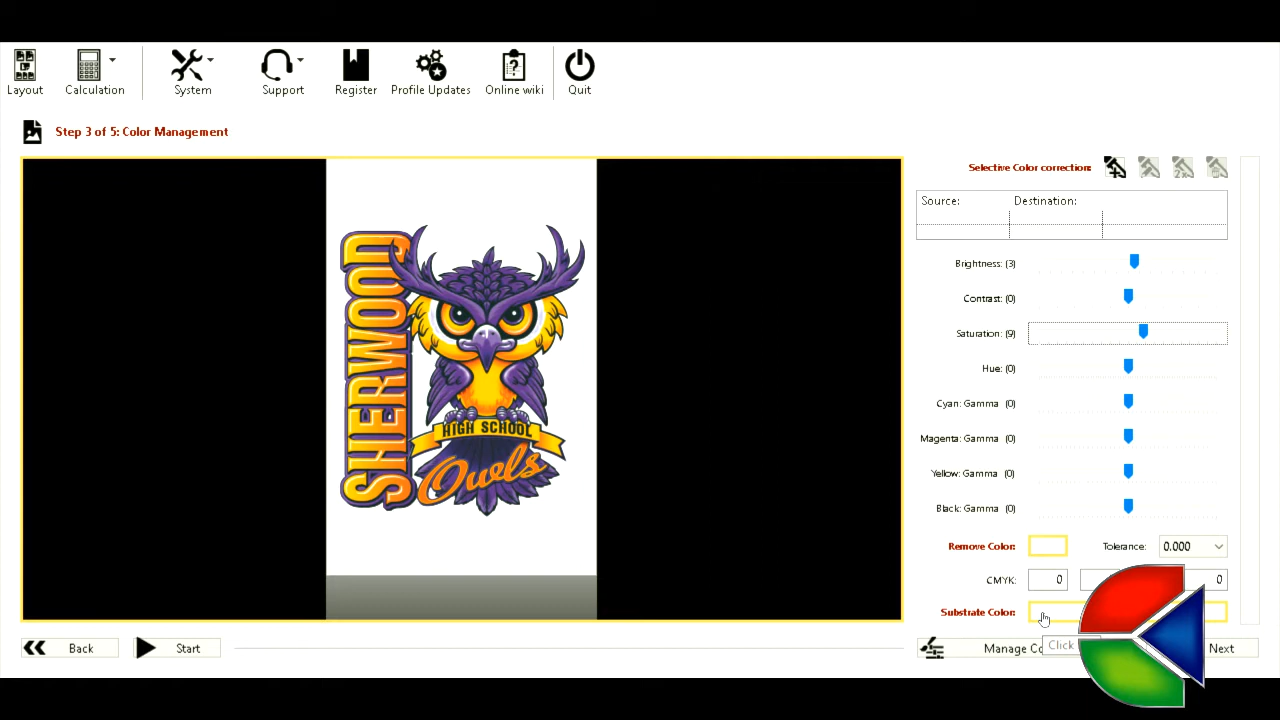 Layout
Calculation
System
Support
Register
Profile Updates
Online wiki
Quit
Step 3 of 5: Color Management
SHERWOOD
HIGH SCHOOL
Owls
Selective Color correction:
2x
Source: Destination:
Brightness: (3)
Contrast: (0)
Saturation: (9)
Hue: (0)
Cyan: Gamma (0)
Magenta: Gamma (0)
Yellow: Gamma (0)
Black: Gamma (0)
Remove Color: Tolerance: 0.000
CMYK: 0 0
Substrate Color:
Click
Back
Start
Manage Co
Next